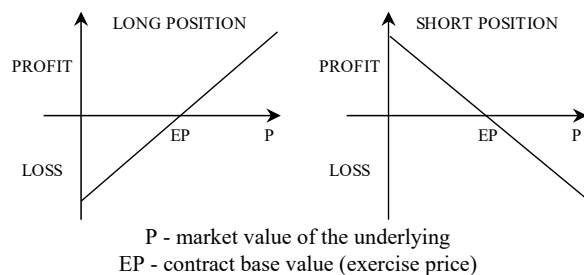 LONG POSITION
PROFIT
EP
P
LOSS
SHORT POSITION
PROFIT
EP
P
LOSS
P - market value of the underlying
EP - contract base value (exercise price)